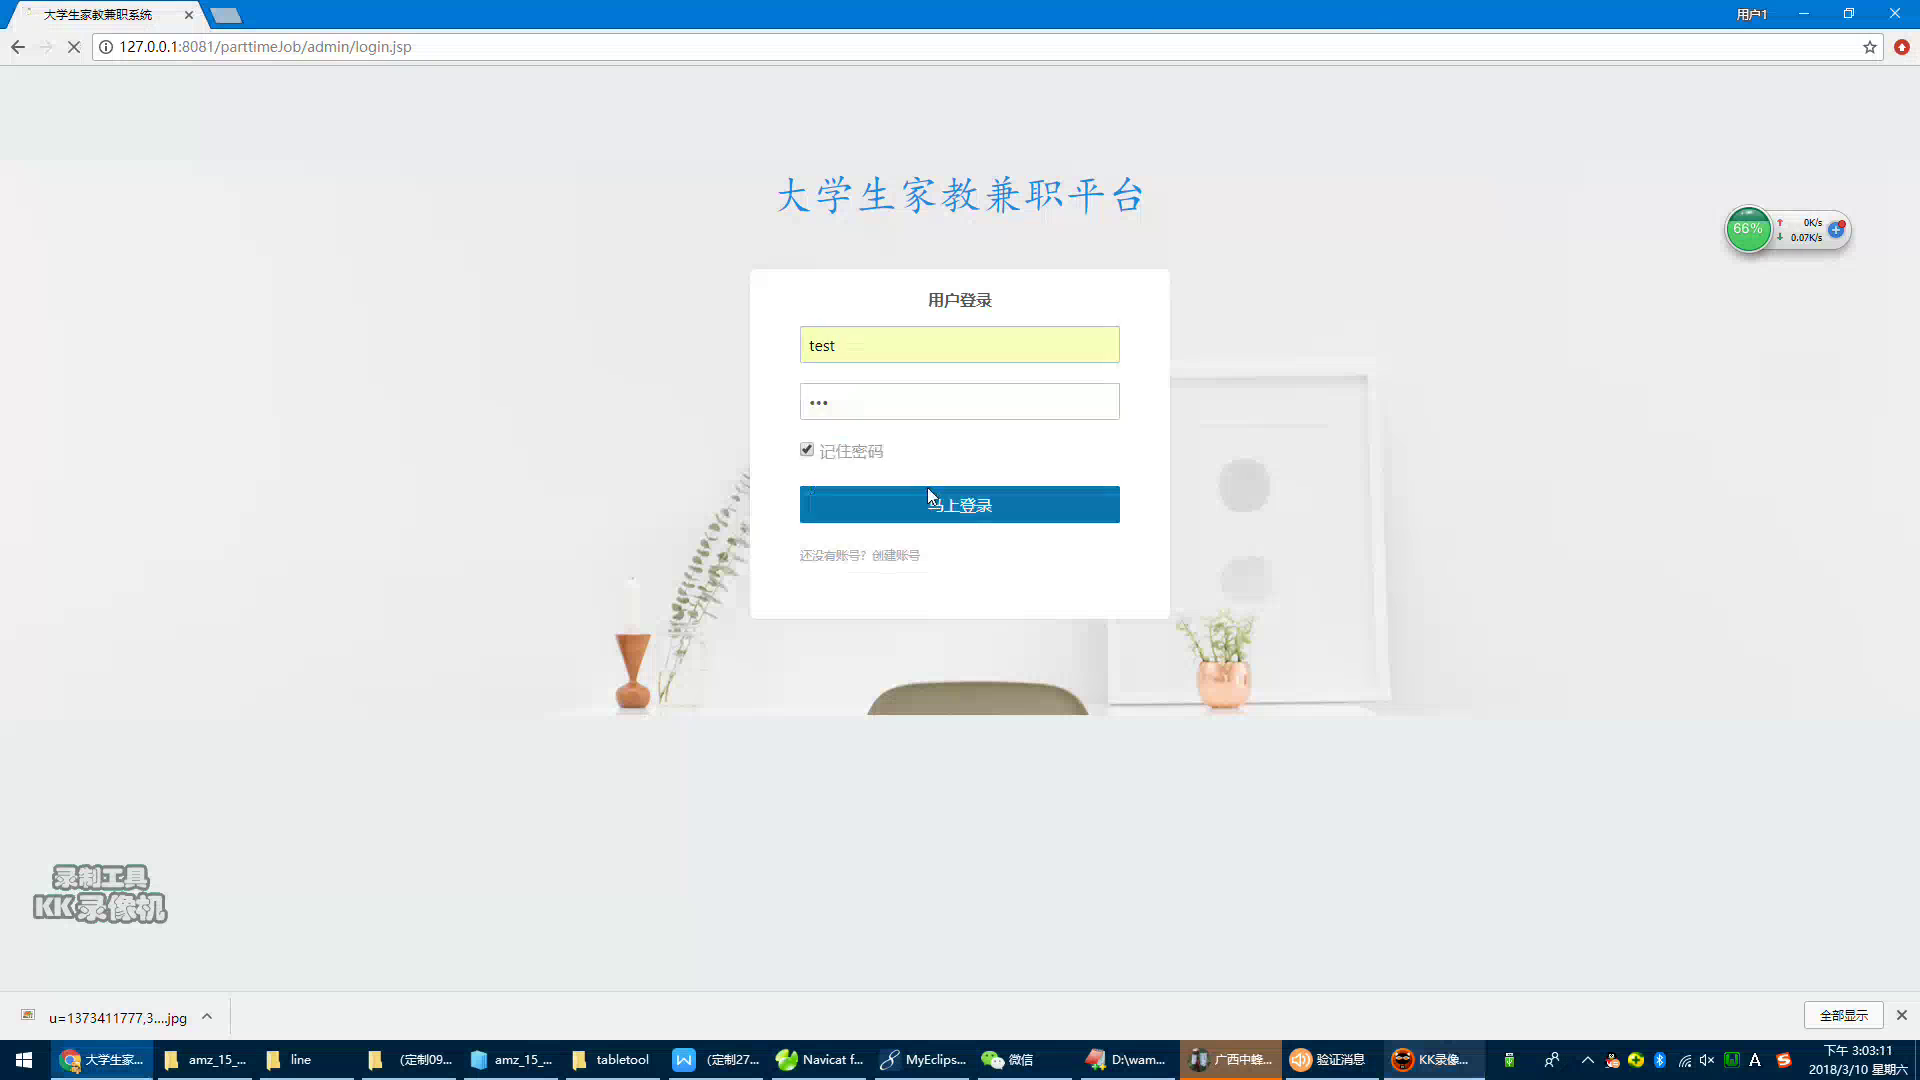 大学生家教兼职系统
用户1
127.0.0.1:8081/parttimeJob/admin/login.jsp
大学生家教兼职平台
66%
0K/s
0.07K/s
用户登录
test
•••
记住密码
马上登录
还没有账号? 创建账号
录制工具
KK录像机
u=1373411777,3....jpg
全部显示
大学生家...
amz_15_...
line
(定制09...
amz_15_...
tabletool
(定制27...
Navicat f...
MyEclips...
微信
D:\wam...
广西中蜂...
验证消息
KK录像...
下午 3:03:11
2018/3/10 星期六